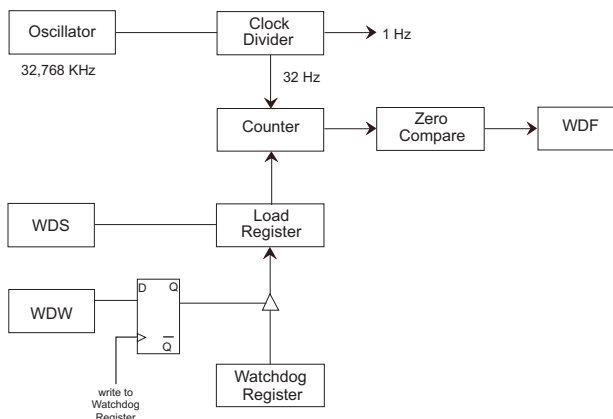 Oscillator
Clock
Divider
1 Hz
32,768 KHz
32 Hz
Counter
Zero
Compare
WDF
WDS
Load
Register
WDW
D
Q
Q
write to
Watchdog
Register
Watchdog
Register